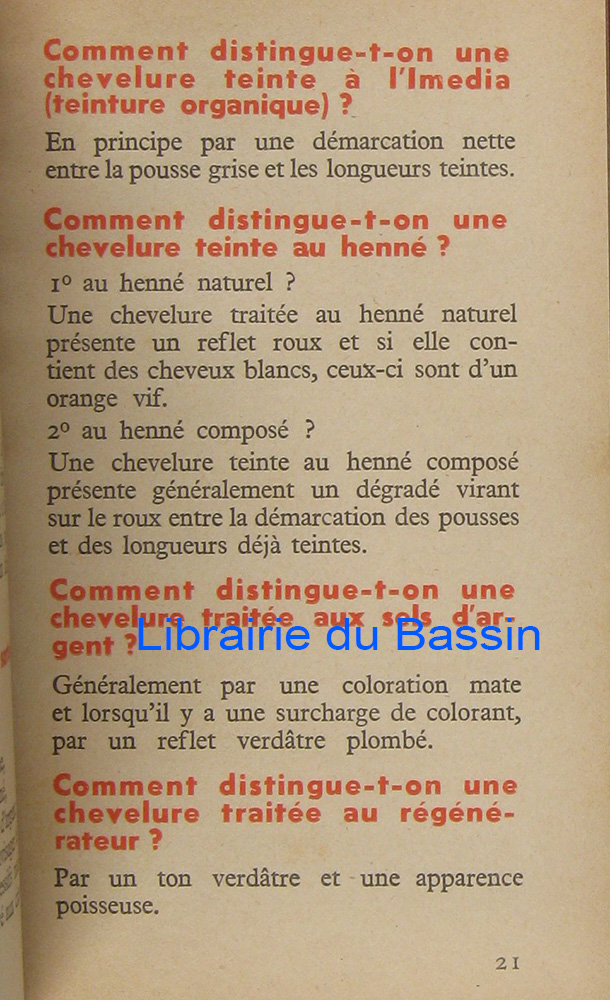 Comment distingue-t-on une
chevelure teinte à l'Imedia
(teinture organique) ?
En principe par une démarcation nette
entre la pousse grise et les longueurs teintes.
Comment distingue-t-on une
chevelure teinte au henné ?
1º au henné naturel ?
Une chevelure traitée au henné naturel
présente un reflet roux et si elle con-
tient des cheveux blancs, ceux-ci sont d'un
orange vif.
2º au henné composé ?
Une chevelure teinte au henné composé
présente généralement un dégradé virant
sur le roux entre la démarcation des pousses
et des longueurs déjà teintes.
Comment distingue-t-on une
chevelure traitée aux sels d'ar-
gent ?
Librairie du Bassin
Généralement par une coloration mate
et lorsqu'il y a une surcharge de colorant,
par un reflet verdâtre plombé.
Comment distingue-t-on une
chevelure traitée au régéné-
rateur ?
Par un ton verdâtre et une apparence
poisseuse.
21